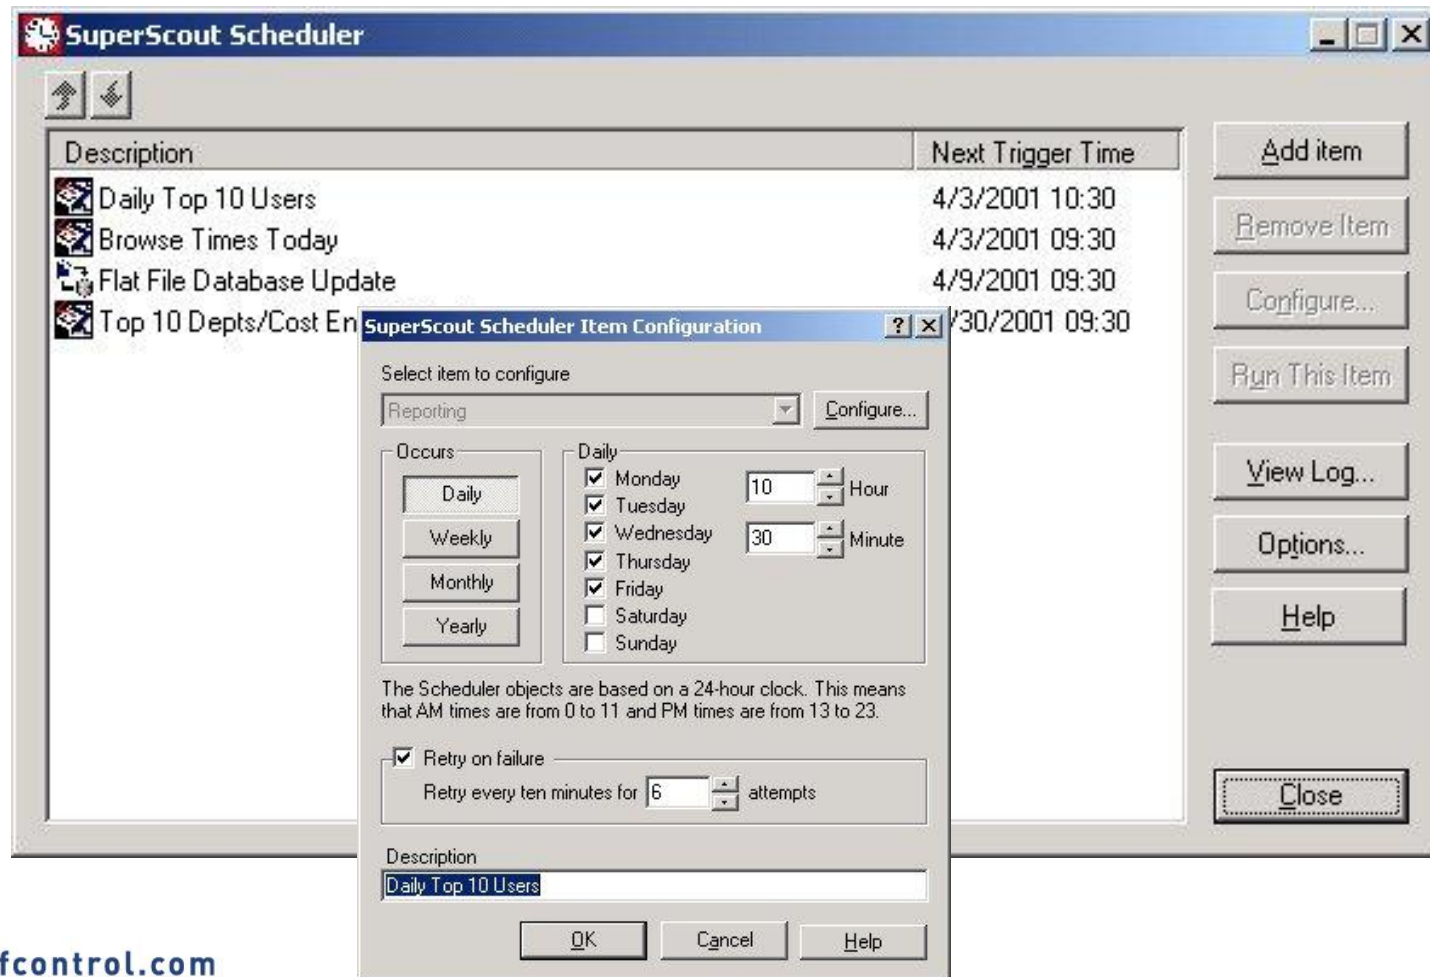 SuperScout Scheduler
Description Next Trigger Time
Daily Top 10 Users 4/3/2001 10:30
Browse Times Today 4/3/2001 09:30
Flat File Database Update 4/9/2001 09:30
Top 10 Depts/Cost En /30/2001 09:30
Add item
Remove Item
Configure...
Run This Item
View Log...
Options...
Help
Close
SuperScout Scheduler Item Configuration
Select item to configure
Reporting Configure...
Occurs
Daily
Weekly
Monthly
Yearly
Daily
Monday
Tuesday
Wednesday
Thursday
Friday
Saturday
Sunday
10 Hour
30 Minute
The Scheduler objects are based on a 24-hour clock. This means
that AM times are from 0 to 11 and PM times are from 13 to 23.
Retry on failure
Retry every ten minutes for 6 attempts
Description
Daily Top 10 Users
OK Cancel Help
fcontrol.com